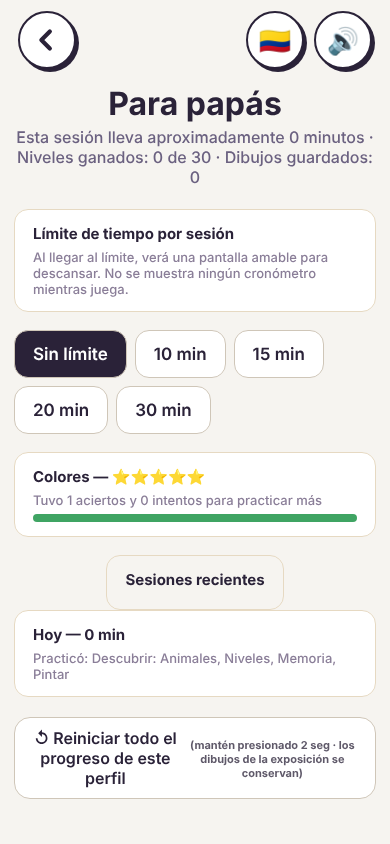 Para papás
Esta sesión lleva aproximadamente 0 minutos ·
Niveles ganados: 0 de 30 · Dibujos guardados:
0
Límite de tiempo por sesión
Al llegar al límite, verá una pantalla amable para
descansar. No se muestra ningún cronómetro
mientras juega.
Sin límite
10 min
15 min
20 min
30 min
Colores — ⭐⭐⭐⭐⭐
Tuvo 1 aciertos y 0 intentos para practicar más
Sesiones recientes
Hoy — 0 min
Practicó: Descubrir: Animales, Niveles, Memoria,
Pintar
↺ Reiniciar todo el
progreso de este
perfil
(mantén presionado 2 seg · los
dibujos de la exposición se
conservan)